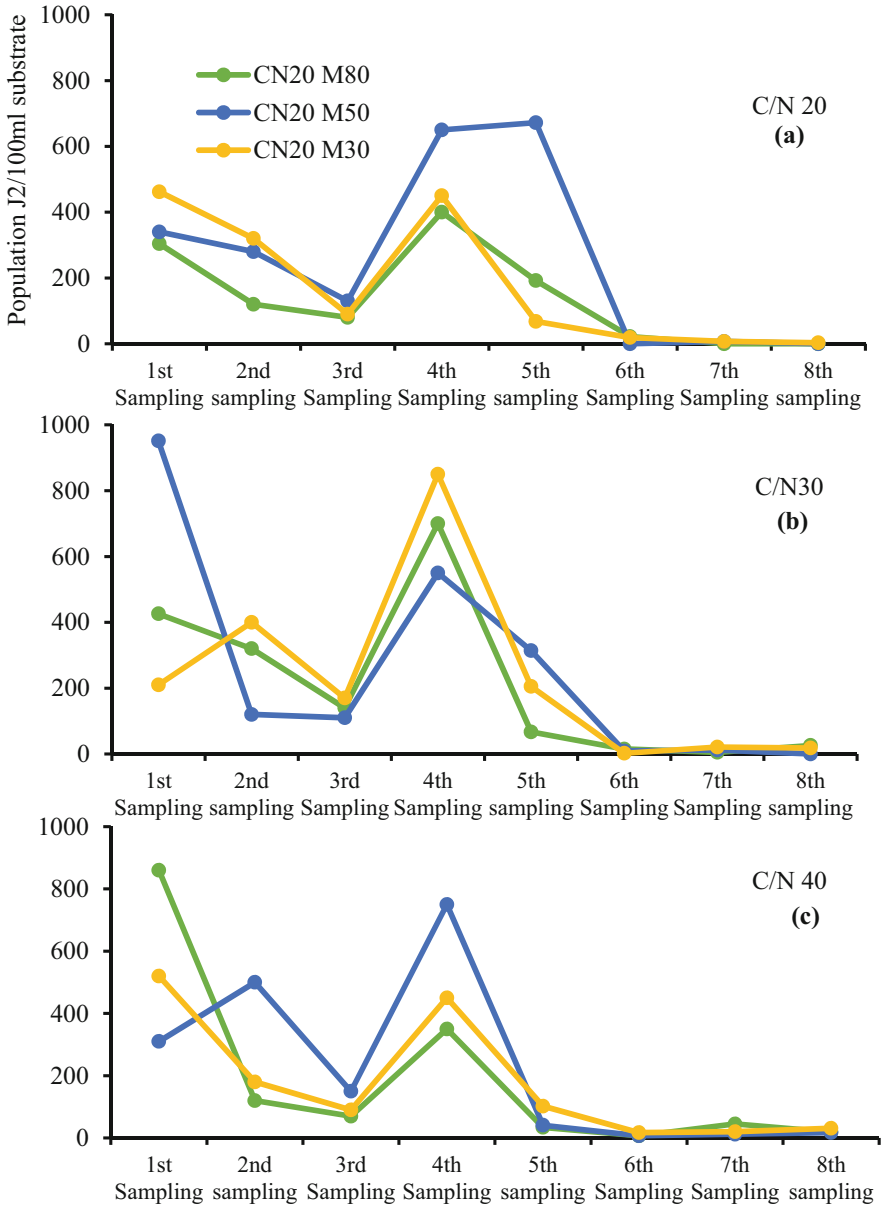 Population J2/100ml substrate
1000
800
600
400
200
0
CN20 M80
CN20 M50
CN20 M30
C/N 20
(a)
1st 2nd 3rd 4th 5th 6th 7th 8th
Sampling sampling Sampling Sampling sampling Sampling Sampling sampling
1000
800
600
400
200
0
C/N30
(b)
1st 2nd 3rd 4th 5th 6th 7th 8th
Sampling sampling Sampling Sampling sampling Sampling Sampling sampling
1000
800
600
400
200
0
C/N 40
(c)
1st 2nd 3rd 4th 5th 6th 7th 8th
Sampling sampling Sampling Sampling sampling Sampling Sampling sampling